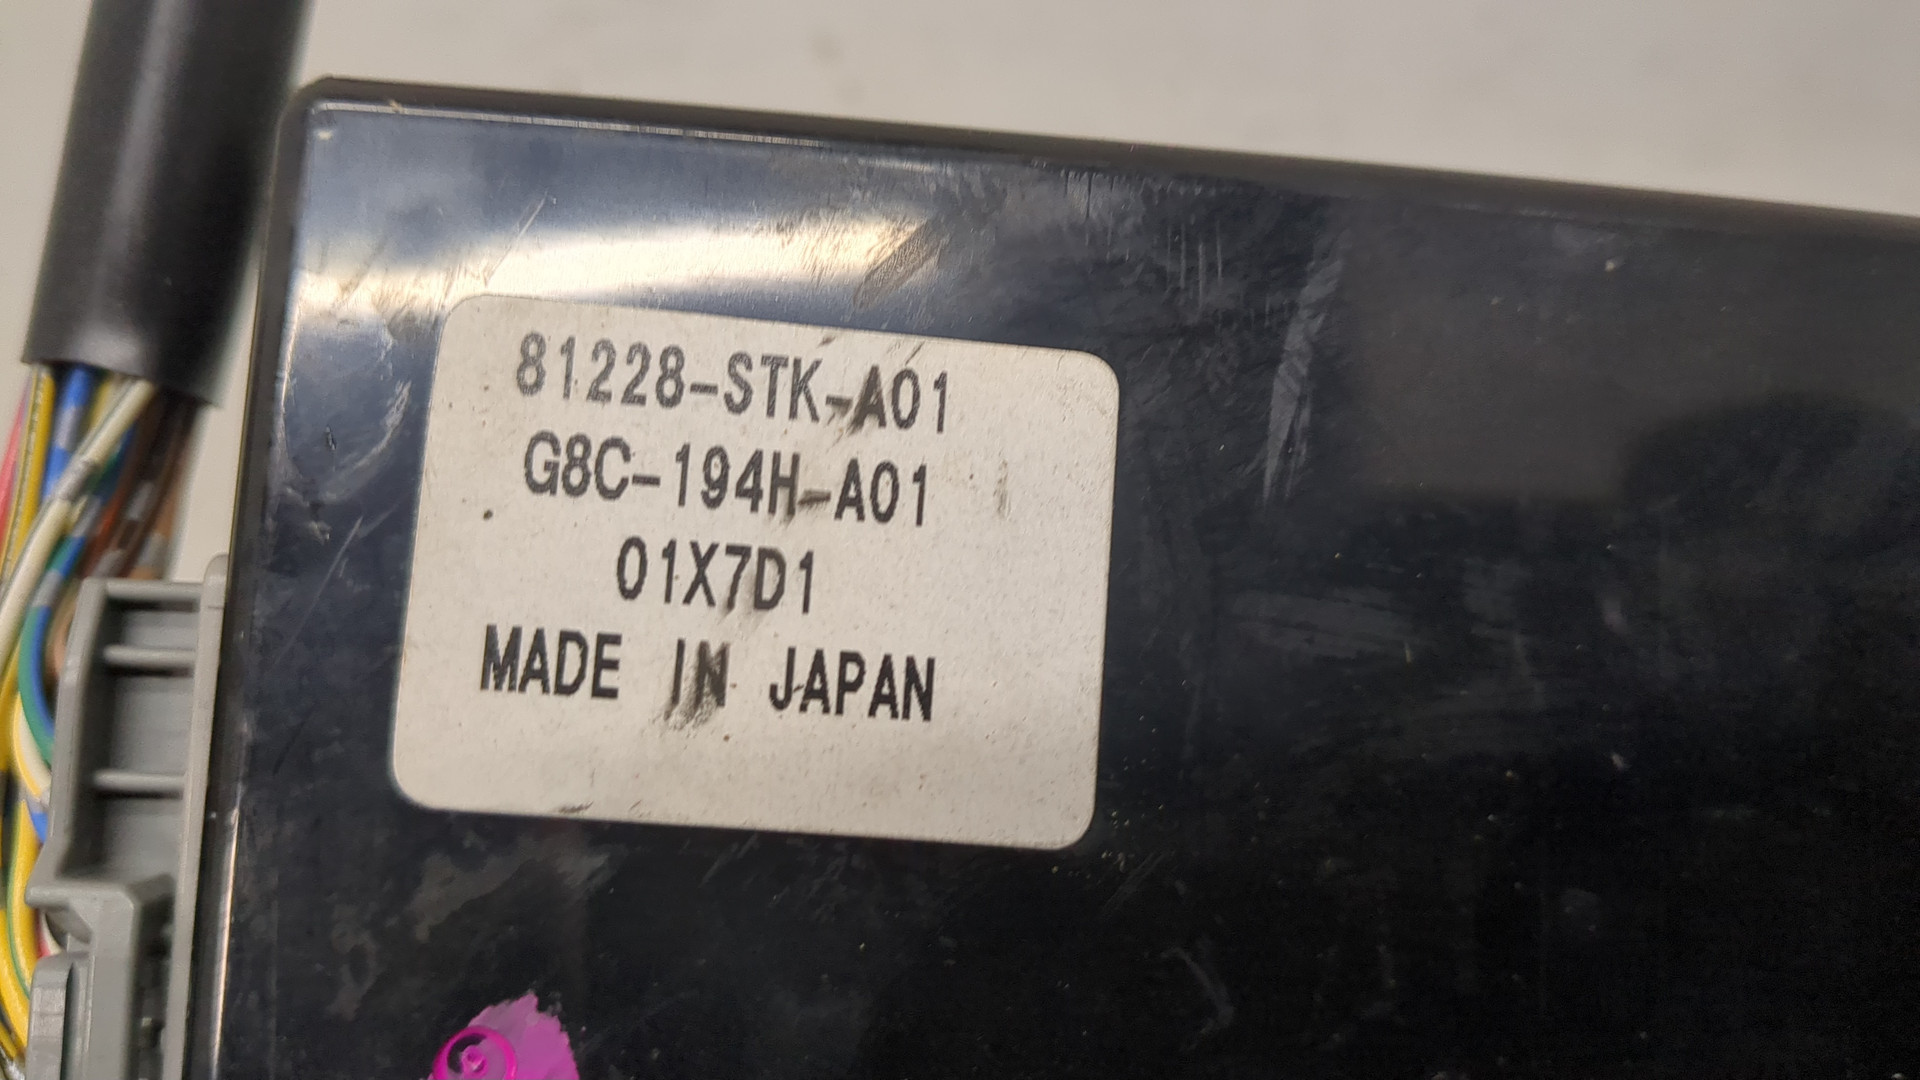 81228-STK-A01
G8C-194H-A01
01X7D1
MADE IN JAPAN